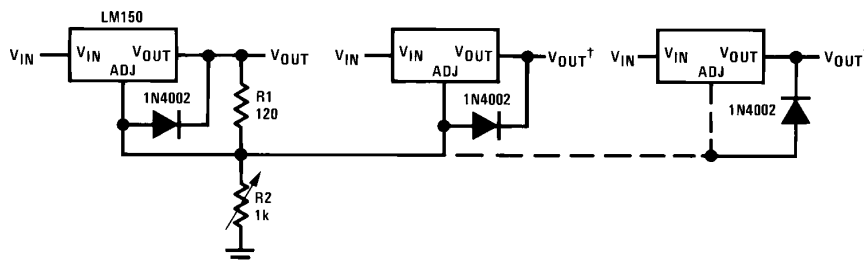 LM150
VIN
VIN
VOUT
ADJ
VOUT
1N4002
R1
120
R2
1k
VIN
VIN
VOUT
ADJ
VOUT†
1N4002
VIN
VIN
VOUT
ADJ
VOUT†
1N4002